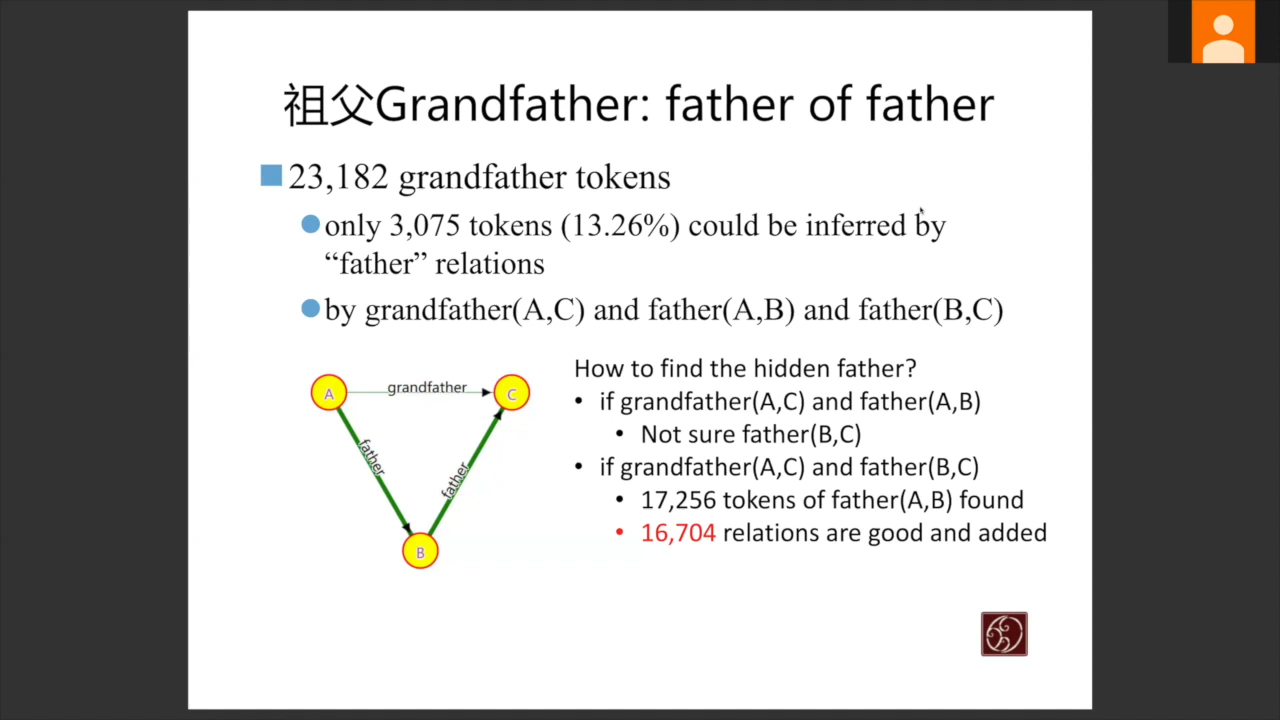 祖父Grandfather: father of father
23,182 grandfather tokens
only 3,075 tokens (13.26%) could be inferred by
“father” relations
by grandfather(A,C) and father(A,B) and father(B,C)
How to find the hidden father?
• if grandfather(A,C) and father(A,B)
• Not sure father(B,C)
• if grandfather(A,C) and father(B,C)
• 17,256 tokens of father(A,B) found
• 16,704 relations are good and added
A
grandfather
C
father
father
B